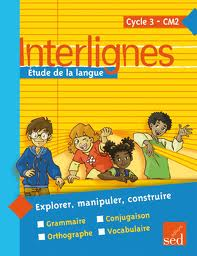 Cycle 3 - CM2
Interlignes
Étude de la langue
Explorer, manipuler, construire
Grammaire
Conjugaison
Orthographe
Vocabulaire
sed